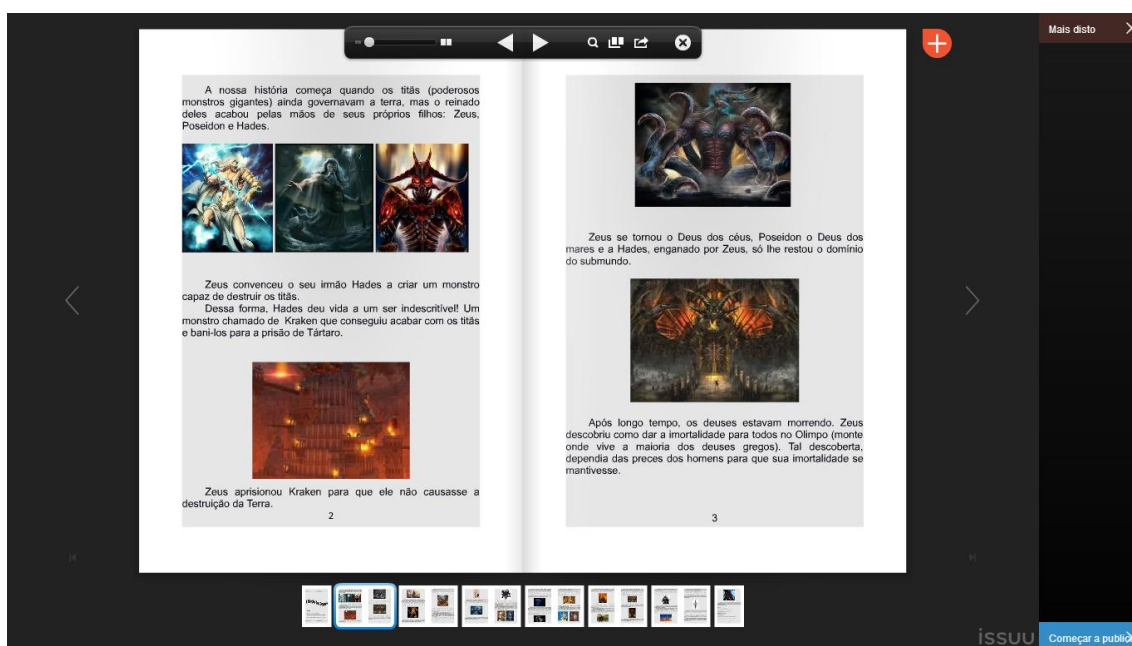 Mais disto
A nossa história começa quando os titãs (poderosos
monstros gigantes) ainda governavam a terra, mas o reinado
deles acabou pelas mãos de seus próprios filhos: Zeus,
Poseidon e Hades.
Zeus convenceu o seu irmão Hades a criar um monstro
capaz de destruir os titãs.
Dessa forma, Hades deu vida a um ser indescritível! Um
monstro chamado de Kraken que conseguiu acabar com os titãs
e bani-los para a prisão de Tártaro.
Zeus aprisionou Kraken para que ele não causasse a
destruição da Terra.
2
Zeus se tornou o Deus dos céus, Poseidon o Deus dos
mares e a Hades, enganado por Zeus, só lhe restou o domínio
do submundo.
Após longo tempo, os deuses estavam morrendo. Zeus
descobriu como dar a imortalidade para todos no Olimpo (monte
onde vive a maioria dos deuses gregos). Tal descoberta,
dependia das preces dos homens para que sua imortalidade se
mantivesse.
3
issuu
Começar a public